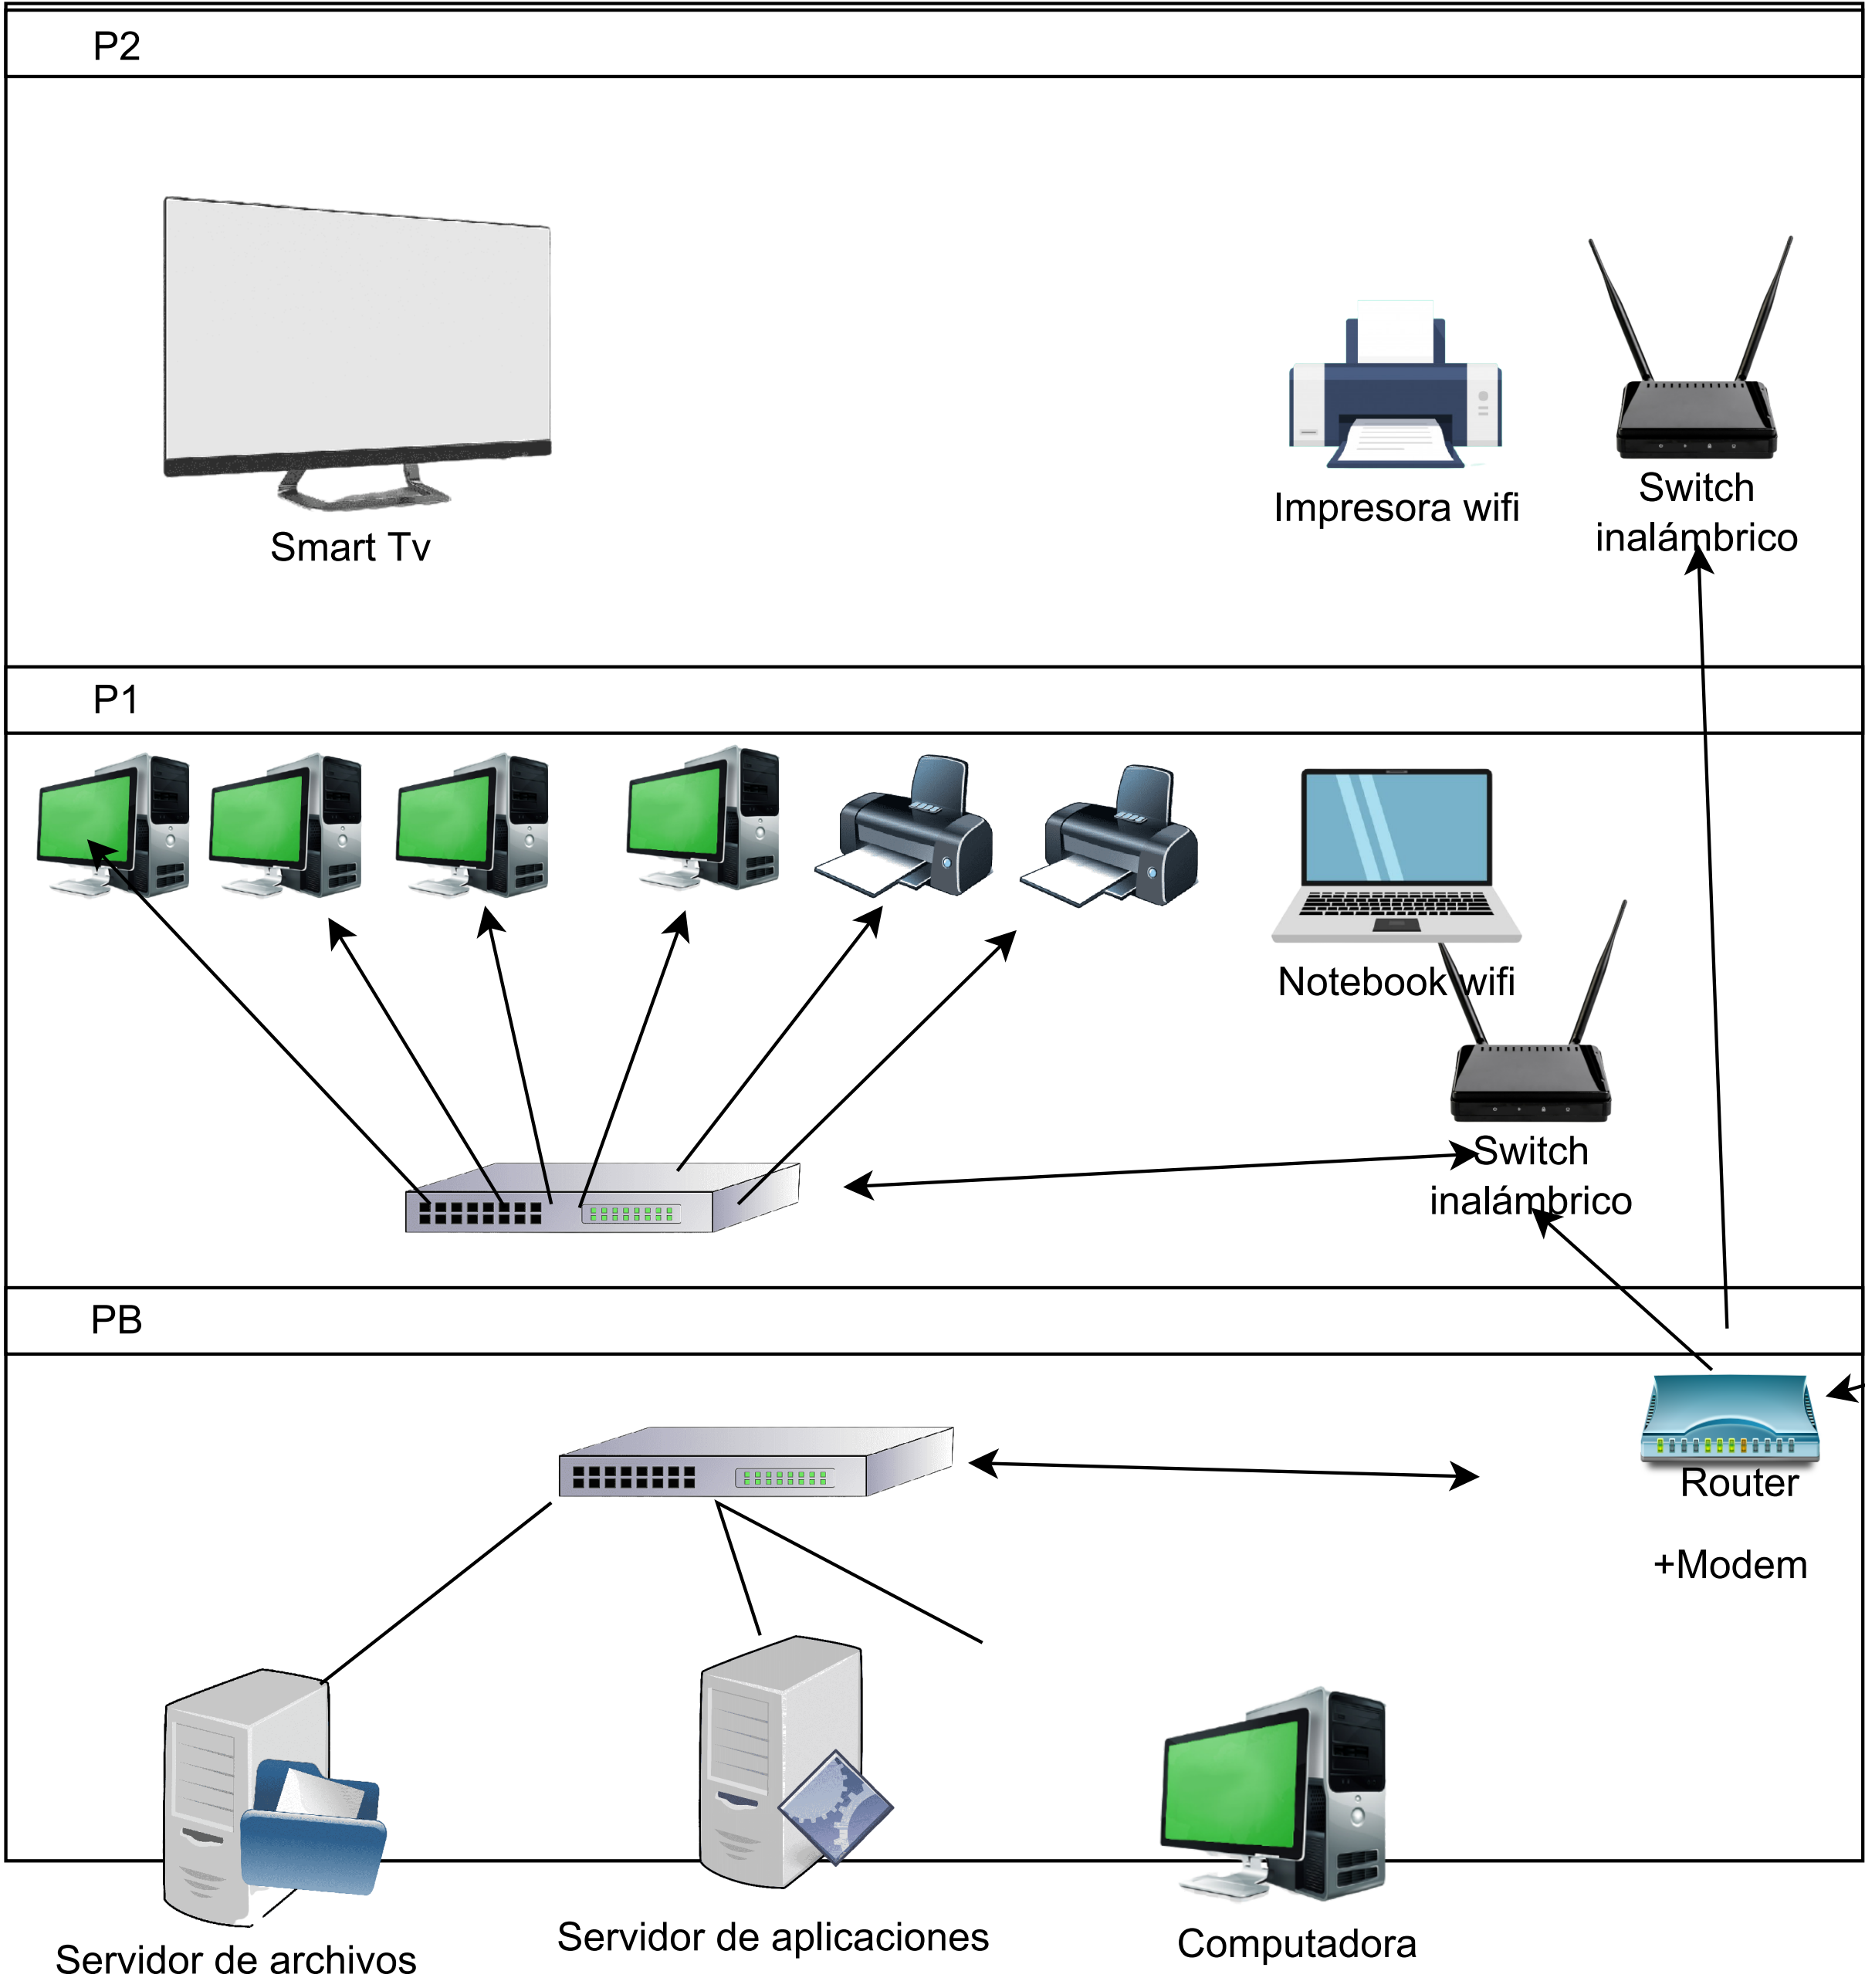 P2
Smart Tv
Impresora wifi
Switch
inalámbrico
P1
Notebook wifi
Switch
inalámbrico
PB
Router
+Modem
Servidor de archivos
Servidor de aplicaciones
Computadora